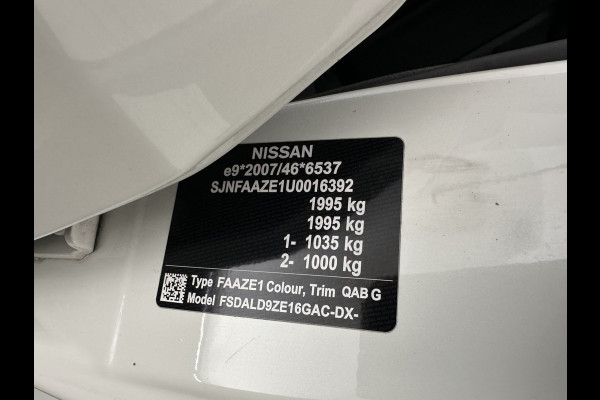 NISSAN
e9*2007/46*6537
SJNFAAZE1U0016392
1995 kg
1995 kg
1- 1035 kg
2- 1000 kg
Type FAAZE1 Colour, Trim QAB G
Model FSDALD9ZE16GAC-DX-